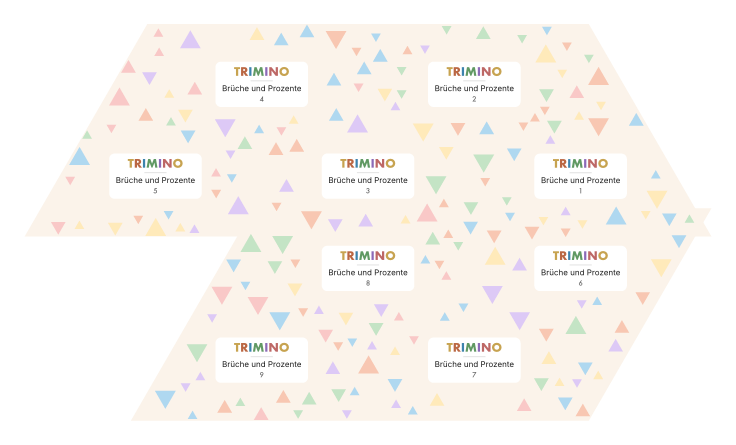 TRIMINO
Brüche und Prozente
4
TRIMINO
Brüche und Prozente
2
TRIMINO
Brüche und Prozente
5
TRIMINO
Brüche und Prozente
3
TRIMINO
Brüche und Prozente
1
TRIMINO
Brüche und Prozente
8
TRIMINO
Brüche und Prozente
6
TRIMINO
Brüche und Prozente
9
TRIMINO
Brüche und Prozente
7